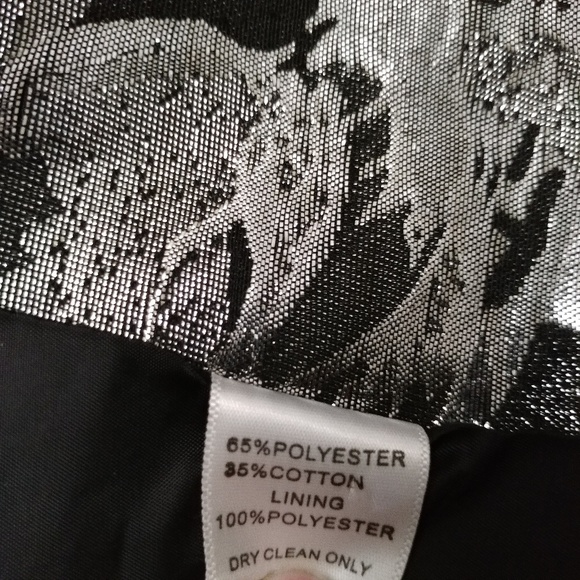 65%POLYESTER
35%COTTON
LINING
100%POLYESTER
DRY CLEAN ONLY